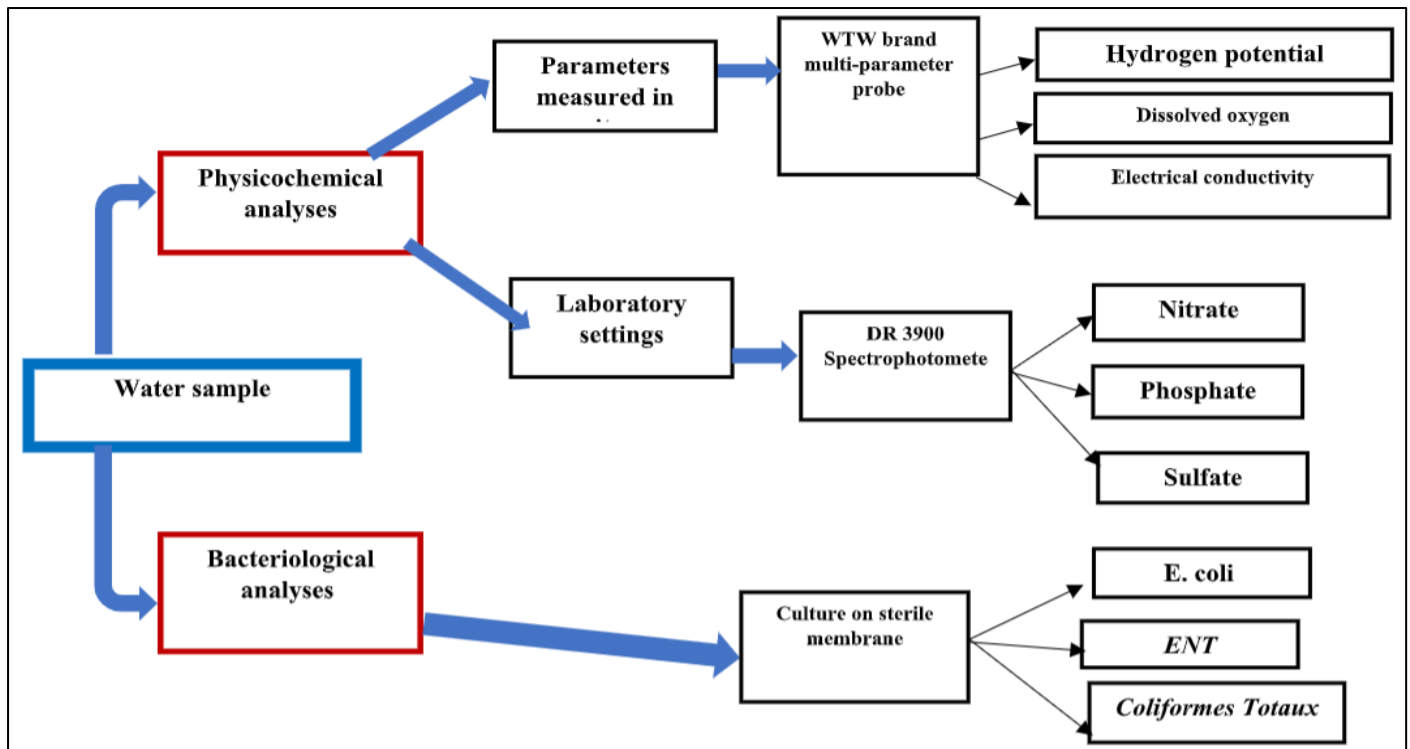 Parameters
measured in
WTW brand
multi-parameter
probe
Hydrogen potential
Dissolved oxygen
Electrical conductivity
Physicochemical
analyses
Laboratory
settings
DR 3900
Spectrophotomete
Nitrate
Phosphate
Sulfate
Water sample
Bacteriological
analyses
Culture on sterile
membrane
E. coli
ENT
Coliformes Totaux